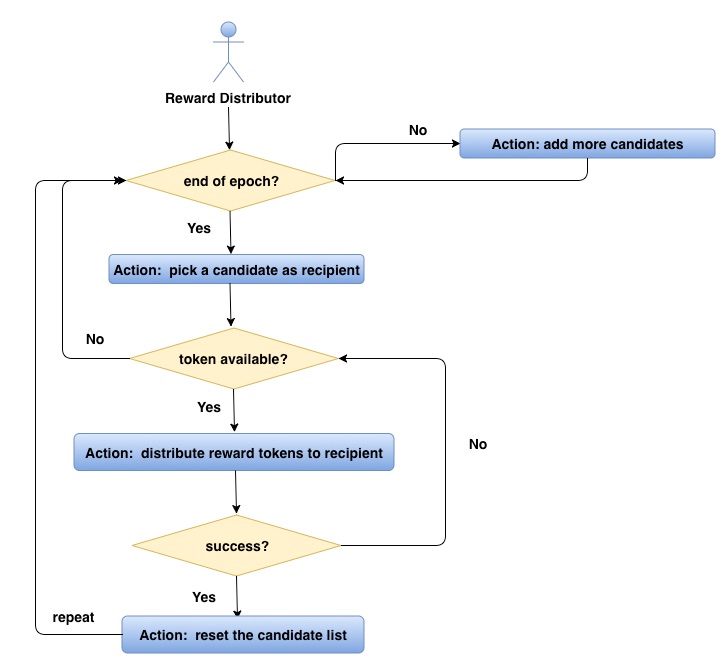 Reward Distributor
No
Action: add more candidates
end of epoch?
Yes
Action:  pick a candidate as recipient
No
token available?
Yes
No
Action:  distribute reward tokens to recipient
success?
Yes
repeat
Action:  reset the candidate list